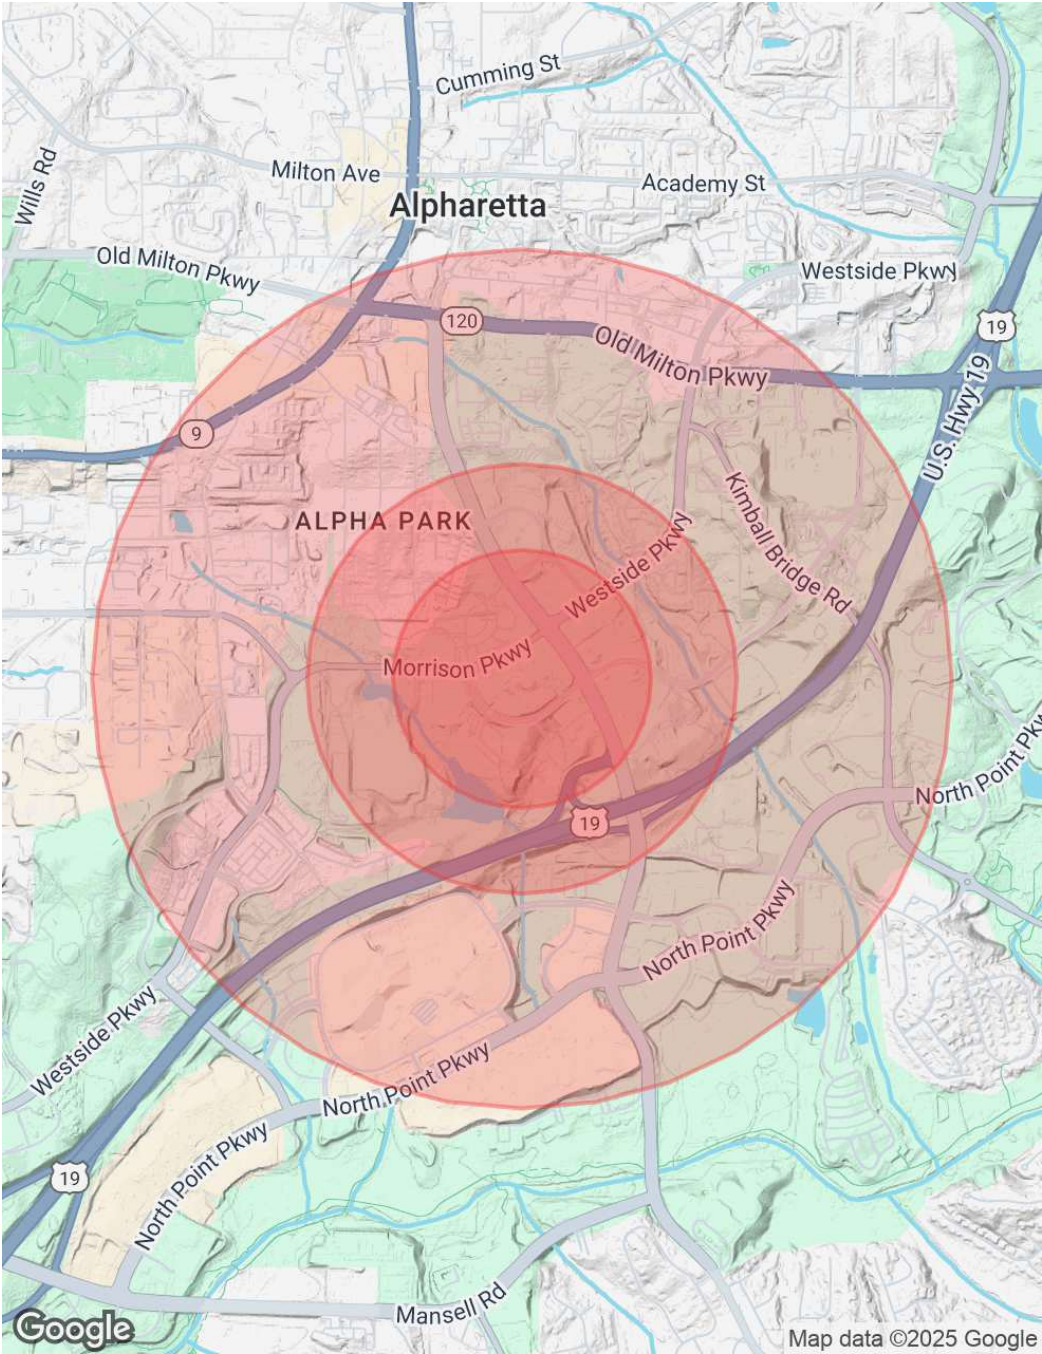 Cumming St
Milton Ave
Academy St
Wills Rd
Alpharetta
Old Milton Pkwy
Westside Pkwy
120
19
Old Milton Pkwy
U.S. Hwy 19
9
ALPHA PARK
Kimball Bridge Rd
Westside Pkwy
Morrison Pkwy
North Point Pkwy
19
North Point Pkwy
Westside Pkwy
North Point Pkwy
19
North Point Pkwy
Mansell Rd
Google
Map data ©2025 Google